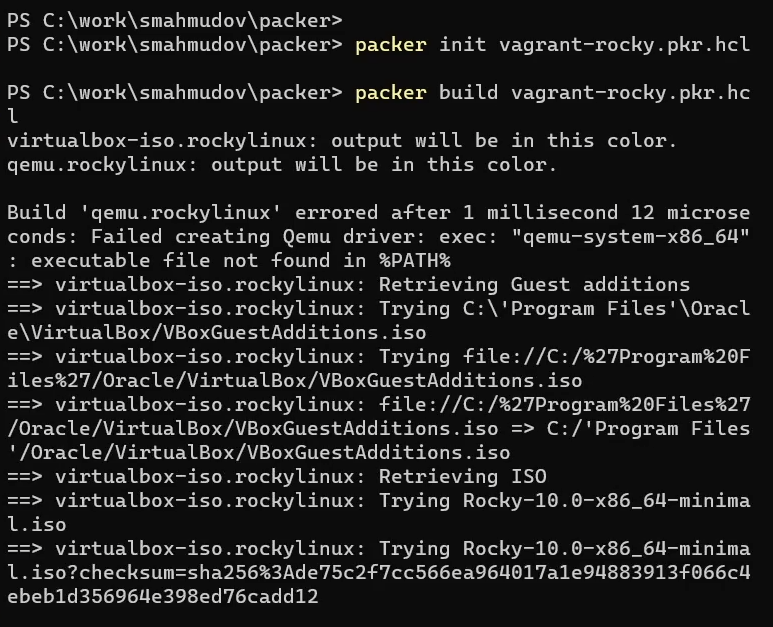 PS C:\work\smahmudov\packer>
PS C:\work\smahmudov\packer> packer init vagrant-rocky.pkr.hcl
PS C:\work\smahmudov\packer> packer build vagrant-rocky.pkr.hc
l
virtualbox-iso.rockylinux: output will be in this color.
qemu.rockylinux: output will be in this color.
Build 'qemu.rockylinux' errored after 1 millisecond 12 microse
conds: Failed creating Qemu driver: exec: "qemu-system-x86_64"
: executable file not found in %PATH%
==> virtualbox-iso.rockylinux: Retrieving Guest additions
==> virtualbox-iso.rockylinux: Trying C:\'Program Files'\Oracl
e\VirtualBox/VBoxGuestAdditions.iso
==> virtualbox-iso.rockylinux: Trying file://C:/%27Program%20F
iles%27/Oracle/VirtualBox/VBoxGuestAdditions.iso
==> virtualbox-iso.rockylinux: file://C:/%27Program%20Files%27
/Oracle/VirtualBox/VBoxGuestAdditions.iso => C:/'Program Files
'/Oracle/VirtualBox/VBoxGuestAdditions.iso
==> virtualbox-iso.rockylinux: Retrieving ISO
==> virtualbox-iso.rockylinux: Trying Rocky-10.0-x86_64-minima
l.iso
==> virtualbox-iso.rockylinux: Trying Rocky-10.0-x86_64-minima
l.iso?checksum=sha256%3Ade75c2f7cc566ea964017a1e94883913f066c4
ebeb1d356964e398ed76cadd12